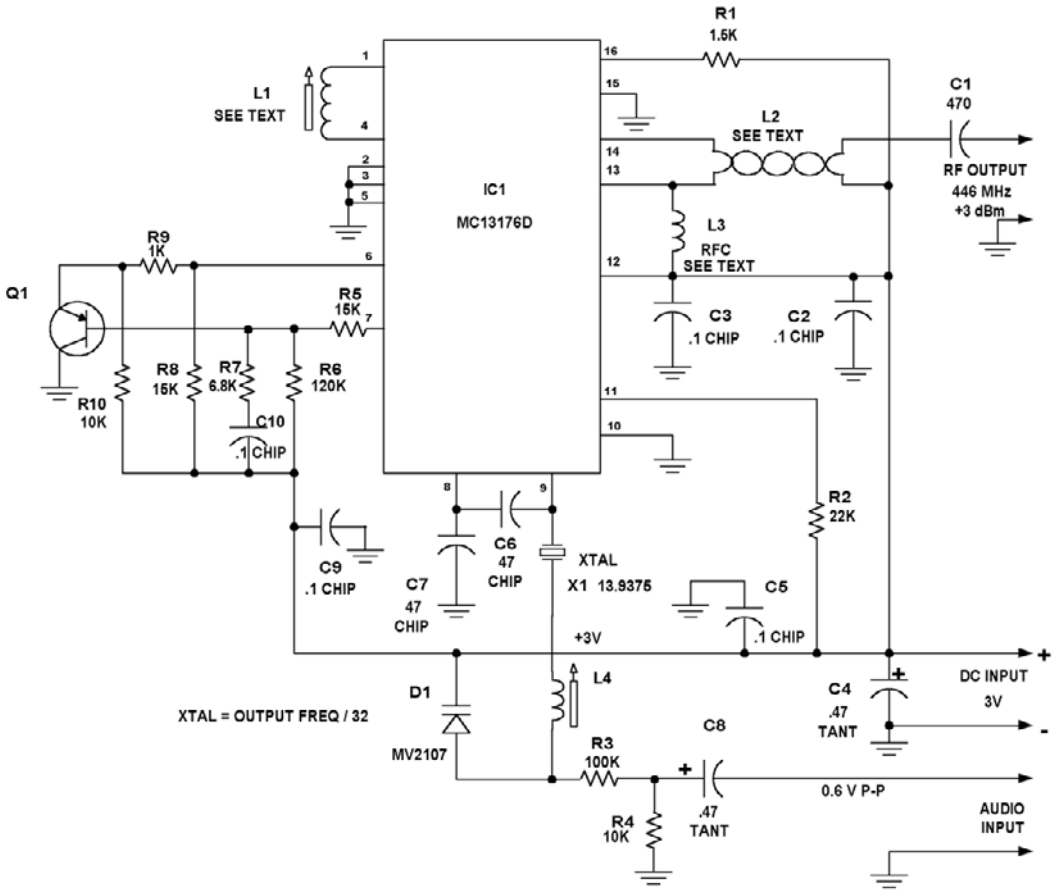 R1
1.5K
16
1
15
L1
SEE TEXT
C1
470
L2
SEE TEXT
4
14
2
3
5
13
IC1
MC13176D
RF OUTPUT
446 MHz
+3 dBm
L3
RFC
SEE TEXT
R9
1K
6
12
Q1
R5
15K
7
C3
.1 CHIP
C2
.1 CHIP
R10
10K
R8
15K
R7
6.8K
R6
120K
11
C10
.1 CHIP
10
8
9
R2
22K
C9
.1 CHIP
C6
47
CHIP
C7
47
CHIP
XTAL
X1 13.9375
C5
.1 CHIP
+3V
+
DC INPUT
3V
-
D1
L4
C4
.47
TANT
+
XTAL = OUTPUT FREQ / 32
MV2107
R3
100K
C8
+
.47
TANT
0.6 V P-P
R4
10K
AUDIO
INPUT